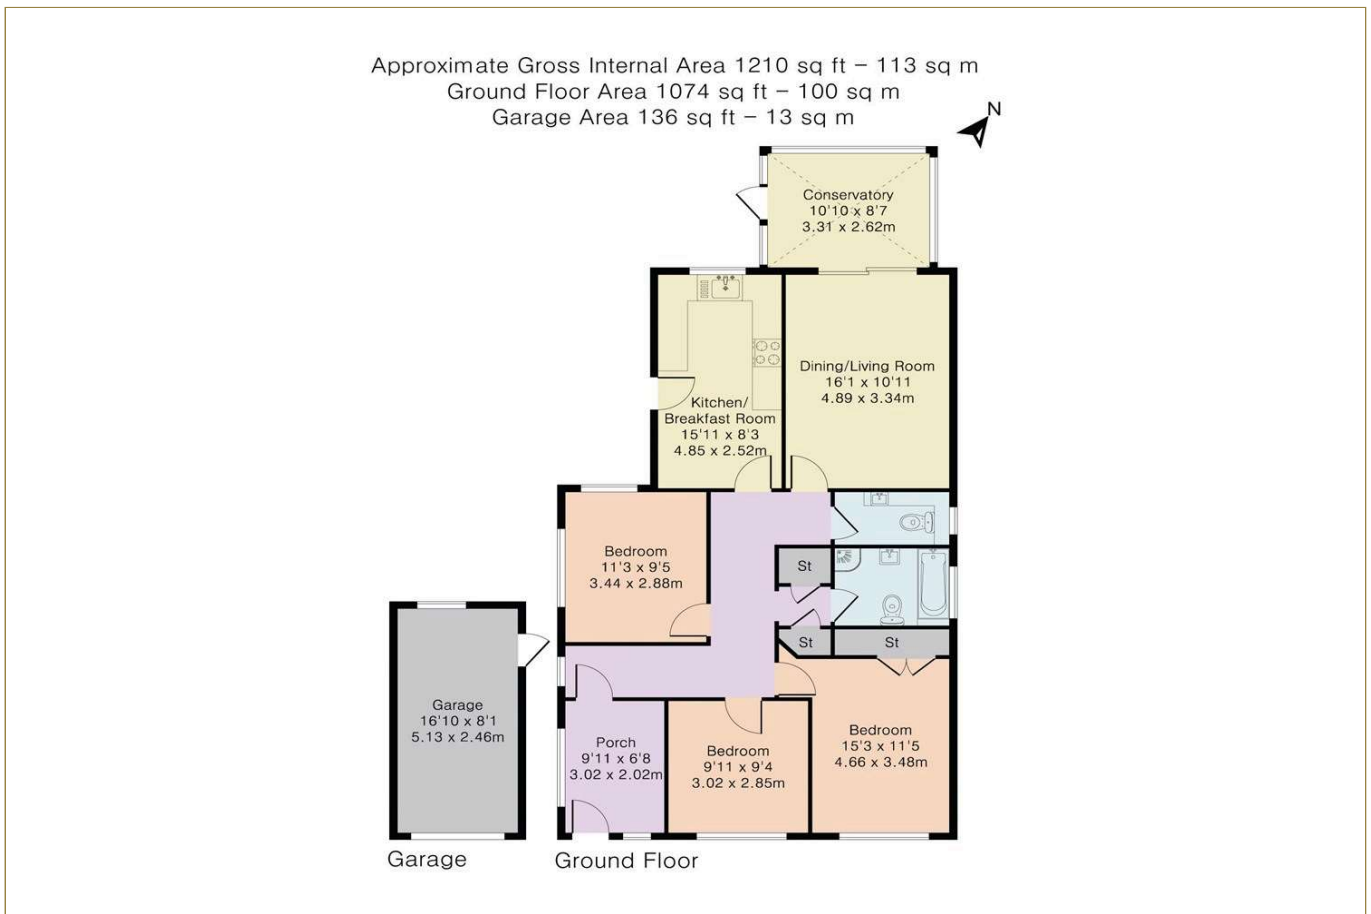 Approximate Gross Internal Area 1210 sq ft – 113 sq m
Ground Floor Area 1074 sq ft – 100 sq m
Garage Area 136 sq ft – 13 sq m
N
Conservatory
10'10 x 8'7
3.31 x 2.62m
Dining/Living Room
16'1 x 10'11
4.89 x 3.34m
Kitchen/
Breakfast Room
15'11 x 8'3
4.85 x 2.52m
Bedroom
11'3 x 9'5
3.44 x 2.88m
St
St
St
Garage
16'10 x 8'1
5.13 x 2.46m
Porch
9'11 x 6'8
3.02 x 2.02m
Bedroom
9'11 x 9'4
3.02 x 2.85m
Bedroom
15'3 x 11'5
4.66 x 3.48m
Garage
Ground Floor